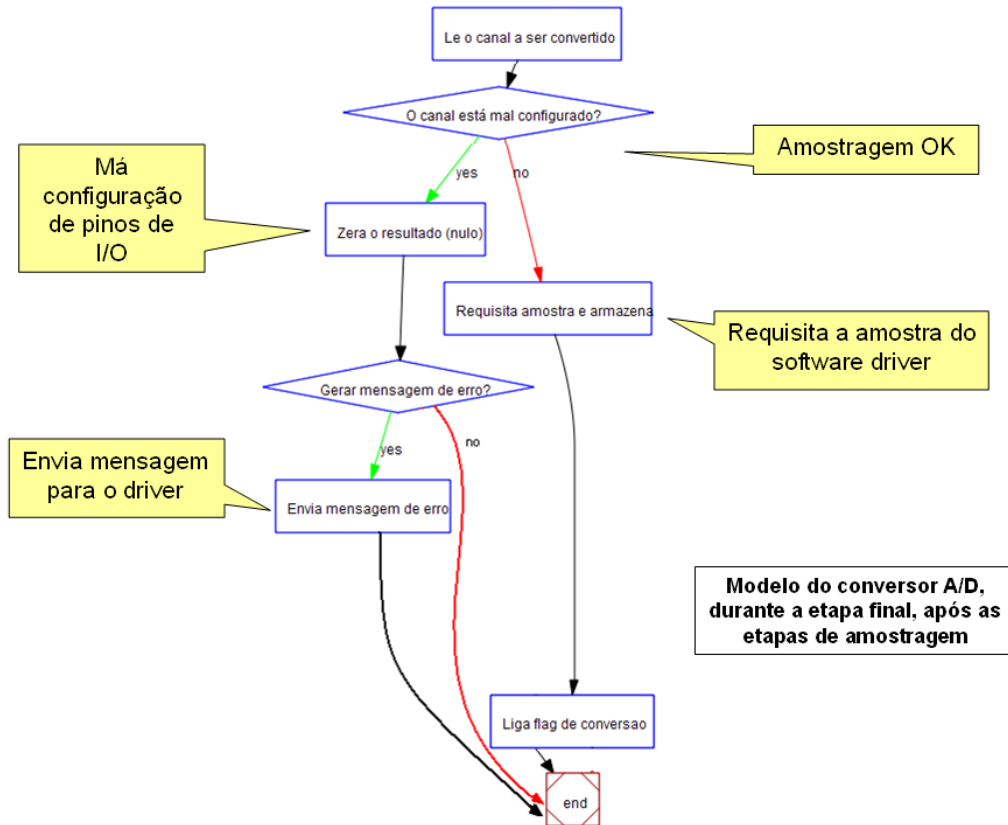 Le o canal a ser convertido
O canal está mal configurado?
Amostragem OK
Má
configuração
de pinos de
I/O
yes
no
Zera o resultado (nulo)
Requisita amostra e armazena
Requisita a amostra do
software driver
Gerar mensagem de erro?
yes
no
Envia mensagem
para o driver
Envia mensagem de erro
Modelo do conversor A/D,
durante a etapa final, após as
etapas de amostragem
Liga flag de conversao
end